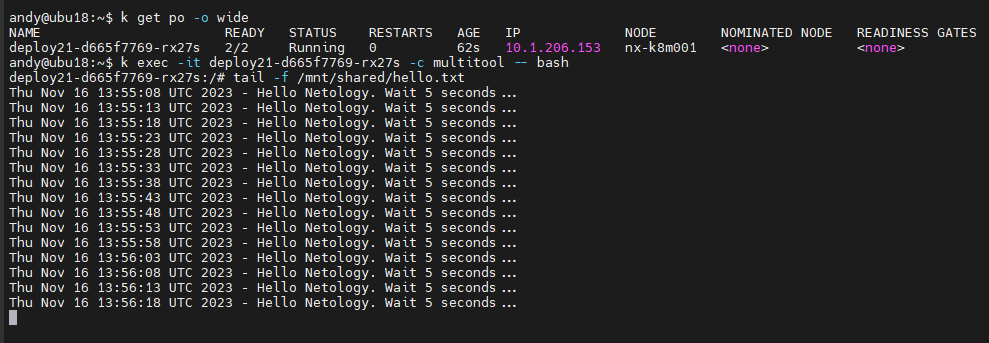 andy@ubu18:~$ k get po -o wide
NAME                       READY   STATUS    RESTARTS   AGE   IP             NODE        NOMINATED NODE   READINESS GATES
deploy21-d665f7769-rx27s   2/2     Running   0          62s   10.1.206.153   nx-k8m001   <none>           <none>
andy@ubu18:~$ k exec -it deploy21-d665f7769-rx27s -c multitool -- bash
deploy21-d665f7769-rx27s:/# tail -f /mnt/shared/hello.txt
Thu Nov 16 13:55:08 UTC 2023 - Hello Netology. Wait 5 seconds...
Thu Nov 16 13:55:13 UTC 2023 - Hello Netology. Wait 5 seconds...
Thu Nov 16 13:55:18 UTC 2023 - Hello Netology. Wait 5 seconds...
Thu Nov 16 13:55:23 UTC 2023 - Hello Netology. Wait 5 seconds...
Thu Nov 16 13:55:28 UTC 2023 - Hello Netology. Wait 5 seconds...
Thu Nov 16 13:55:33 UTC 2023 - Hello Netology. Wait 5 seconds...
Thu Nov 16 13:55:38 UTC 2023 - Hello Netology. Wait 5 seconds...
Thu Nov 16 13:55:43 UTC 2023 - Hello Netology. Wait 5 seconds...
Thu Nov 16 13:55:48 UTC 2023 - Hello Netology. Wait 5 seconds...
Thu Nov 16 13:55:53 UTC 2023 - Hello Netology. Wait 5 seconds...
Thu Nov 16 13:55:58 UTC 2023 - Hello Netology. Wait 5 seconds...
Thu Nov 16 13:56:03 UTC 2023 - Hello Netology. Wait 5 seconds...
Thu Nov 16 13:56:08 UTC 2023 - Hello Netology. Wait 5 seconds...
Thu Nov 16 13:56:13 UTC 2023 - Hello Netology. Wait 5 seconds...
Thu Nov 16 13:56:18 UTC 2023 - Hello Netology. Wait 5 seconds...